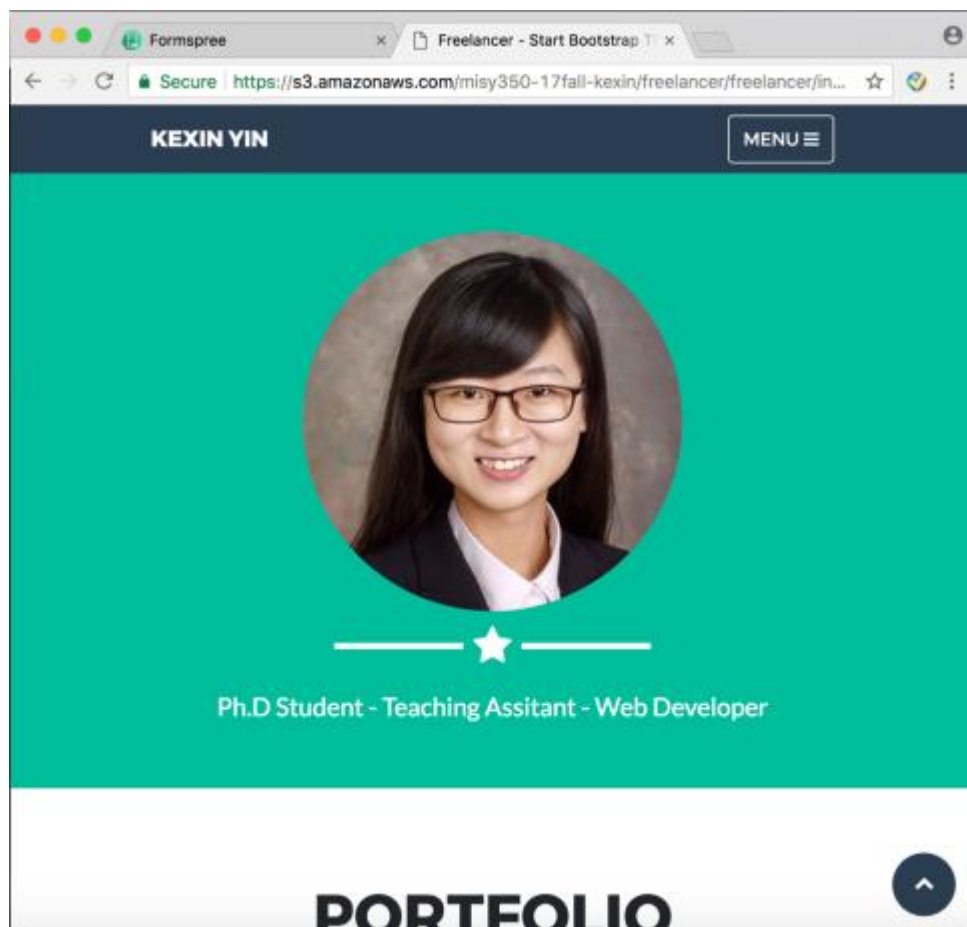 Formspree
Freelancer - Start Bootstrap T
Secure https://s3.amazonaws.com/misy350-17fall-kexin/freelancer/freelancer/in...
KEXIN YIN
MENU
Ph.D Student - Teaching Assitant - Web Developer
PORTFOLIO